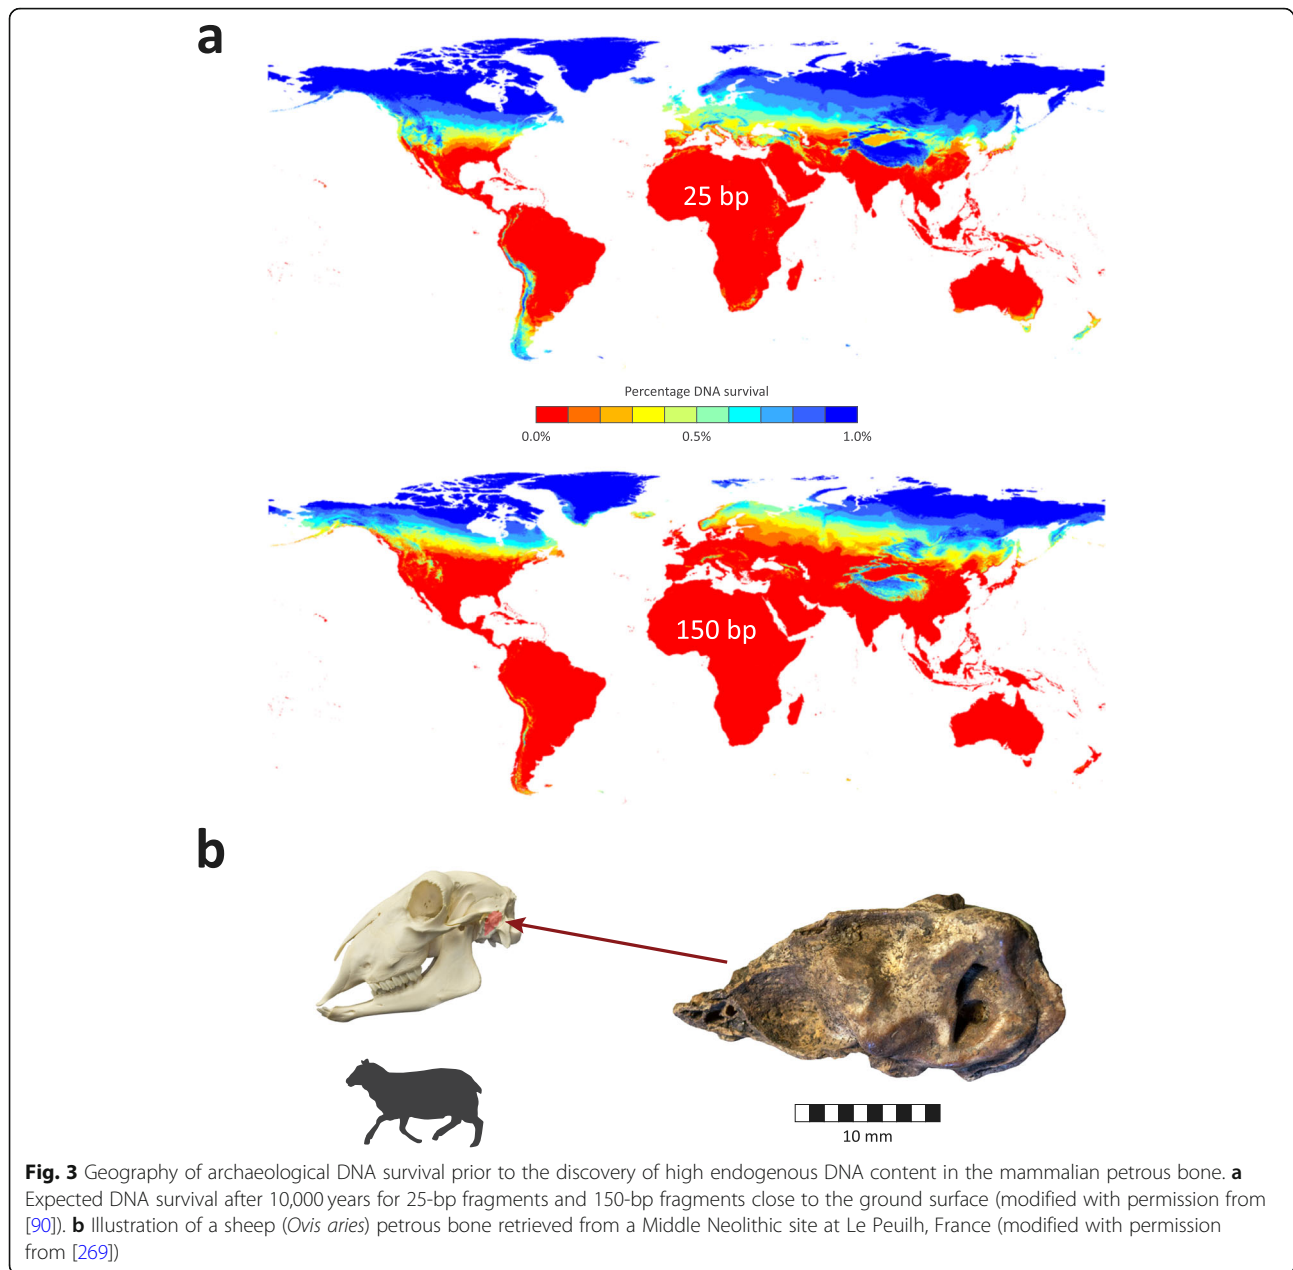 a
25 bp
Percentage DNA survival
0.0% 0.5% 1.0%
150 bp
b
10 mm
Fig. 3 Geography of archaeological DNA survival prior to the discovery of high endogenous DNA content in the mammalian petrous bone. a
Expected DNA survival after 10,000 years for 25-bp fragments and 150-bp fragments close to the ground surface (modified with permission from
[90]). b Illustration of a sheep (Ovis aries) petrous bone retrieved from a Middle Neolithic site at Le Peuilh, France (modified with permission
from [269])